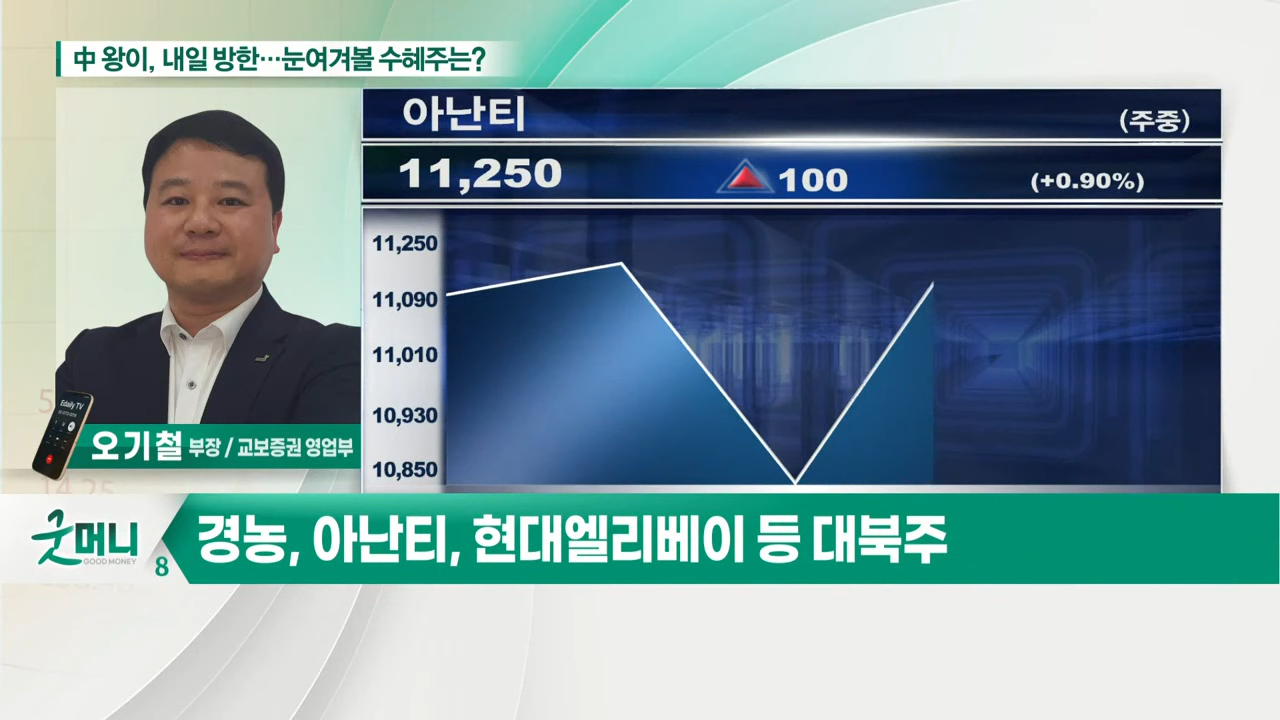 中 왕이, 내일 방한…눈여겨볼 수혜주는?
아난티
(주중)
11,250
100
(+0.90%)
11,250
11,090
11,010
10,930
10,850
Edaily TV
오기철 부장 / 교보증권 영업부
굿머니
GOOD MONEY
8
경농, 아난티, 현대엘리베이 등 대북주